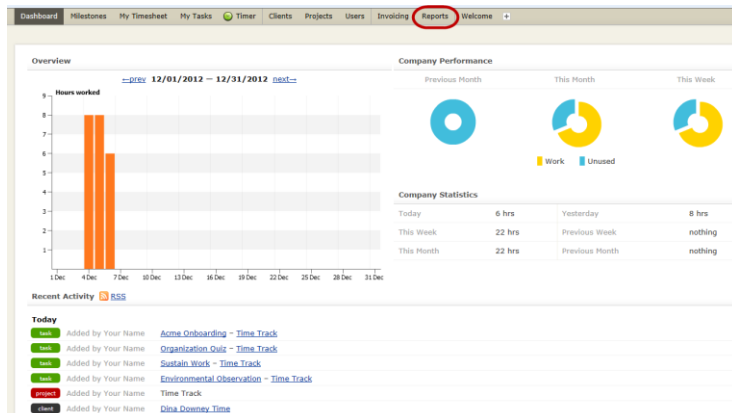 Dashboard Milestones My Timesheet My Tasks Timer Clients Projects Users Invoicing Reports Welcome +
Overview
←prev 12/01/2012 — 12/31/2012 next→
Hours worked
9
8
7
6
5
4
3
2
1
1 Dec 4 Dec 7 Dec 10 Dec 13 Dec 16 Dec 19 Dec 22 Dec 25 Dec 28 Dec 31 Dec
Company Performance
Previous Month This Month This Week
Work Unused
Company Statistics
Today 6 hrs Yesterday 8 hrs
This Week 22 hrs Previous Week nothing
This Month 22 hrs Previous Month nothing
Recent Activity RSS
Today
task Added by Your Name Acme Onboarding – Time Track
task Added by Your Name Organization Quiz – Time Track
task Added by Your Name Sustain Work – Time Track
task Added by Your Name Environmental Observation – Time Track
project Added by Your Name Time Track
client Added by Your Name Dina Downey Time